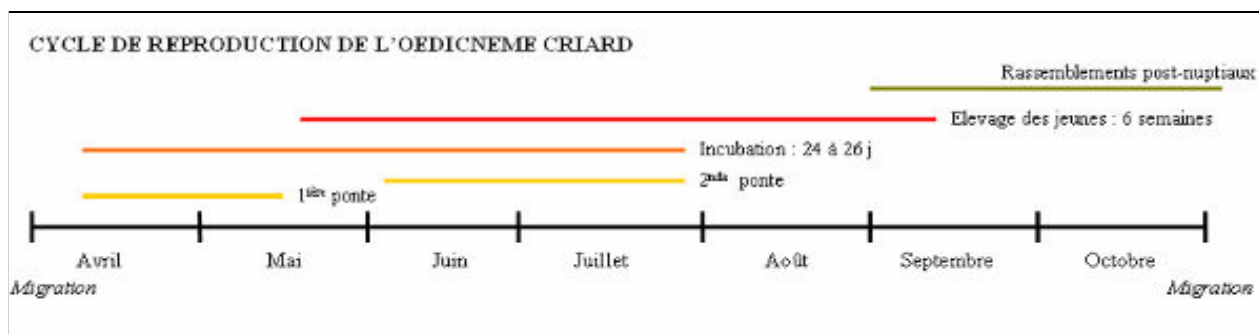 CYCLE DE REPRODUCTION DE L'OEDICNEME CRIARD
Rassemblements post-nuptiaux
Elevage des jeunes : 6 semaines
Incubation : 24 à 26 j
2nde ponte
1ière ponte
Avril Mai Juin Juillet Août Septembre Octobre
Migration Migration